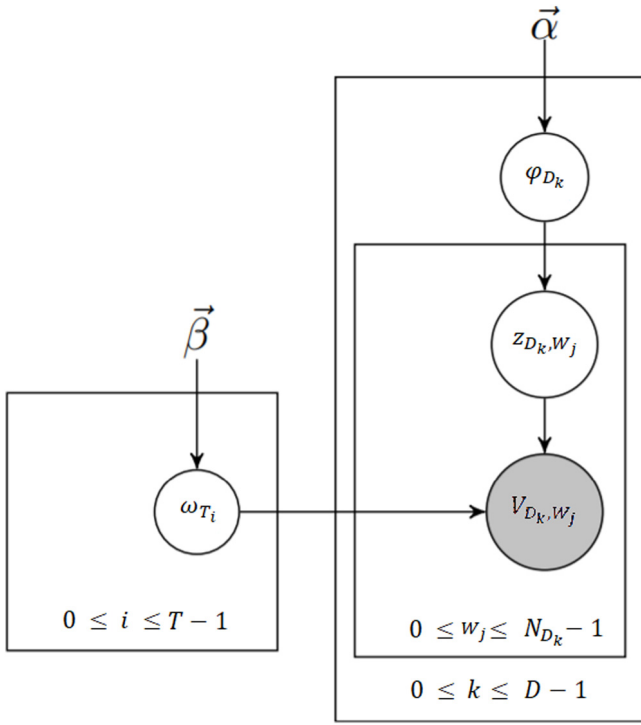 α⃗
φ_{D_k}
z_{D_k,W_j}
β⃗
ω_{T_i}
V_{D_k,W_j}
0 ≤ i ≤ T − 1
0 ≤ w_j ≤ N_{D_k} − 1
0 ≤ k ≤ D − 1